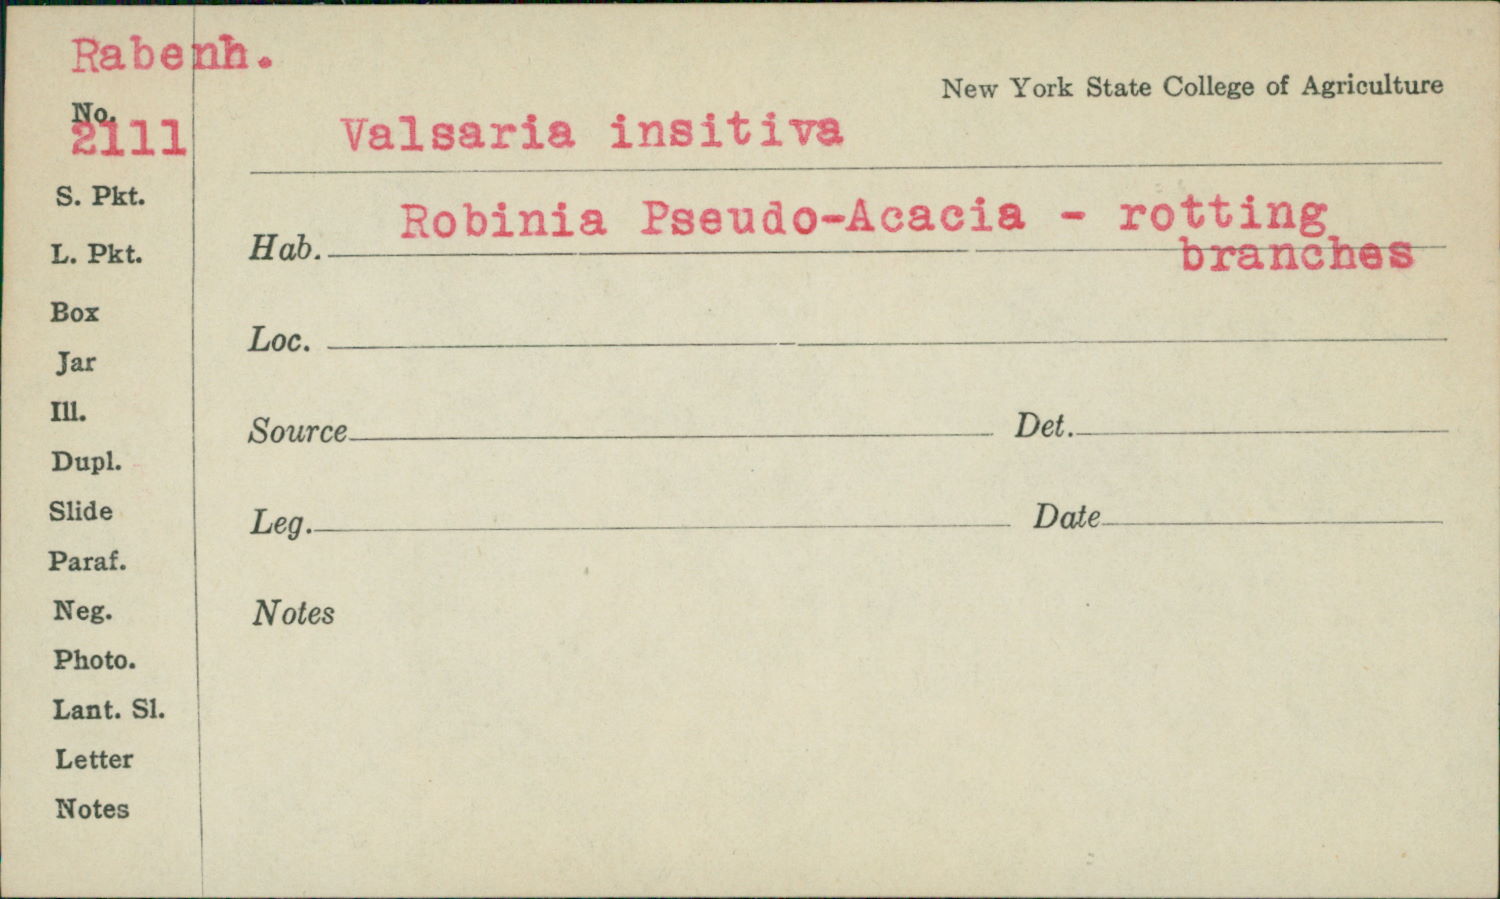 Rabenh.
New York State College of Agriculture
No.
2111
Valsaria insitiva
S. Pkt.
Robinia Pseudo-Acacia - rotting
Hab.
branches
L. Pkt.
Box
Loc.
Jar
Ill.
Source
Det.
Dupl.
Slide
Leg.
Date
Paraf.
Neg.
Notes
Photo.
Lant. Sl.
Letter
Notes